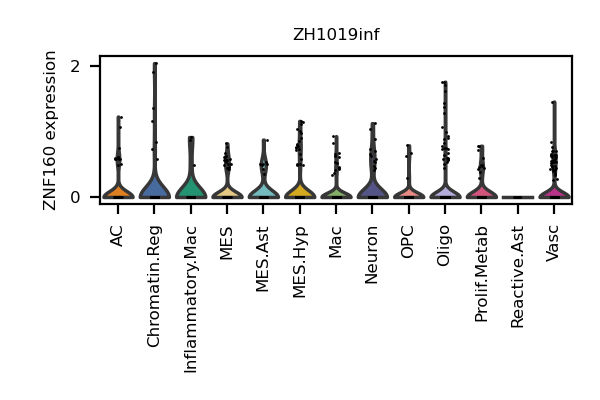 ZH1019inf
ZNF160 expression
2
0
AC
Chromatin.Reg
Inflammatory.Mac
MES
MES.Ast
MES.Hyp
Mac
Neuron
OPC
Oligo
Prolif.Metab
Reactive.Ast
Vasc